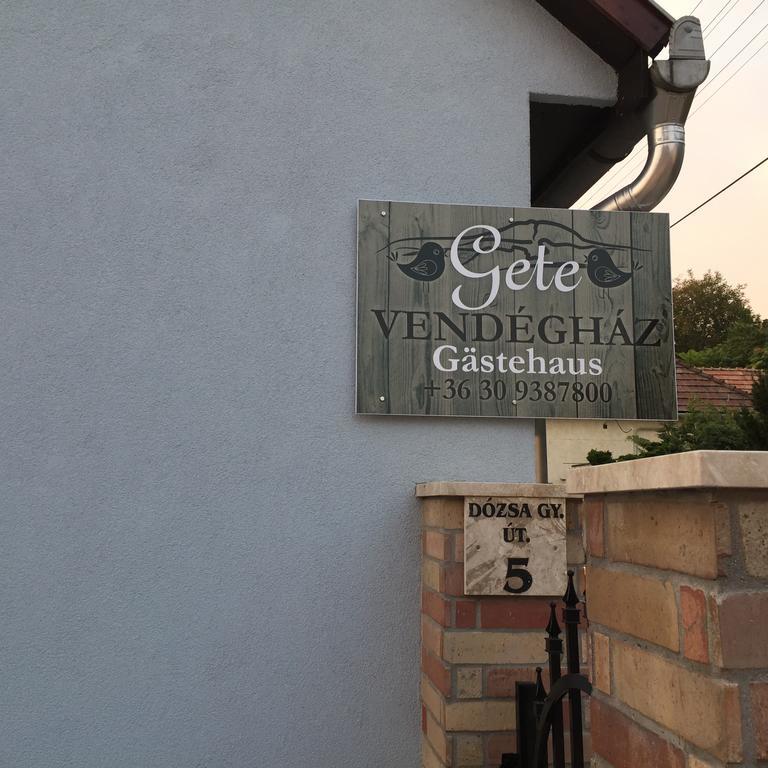 Gete
VENDÉGHÁZ
Gästehaus
+36 30 9387800
DÓZSA GY.
ÚT.
5